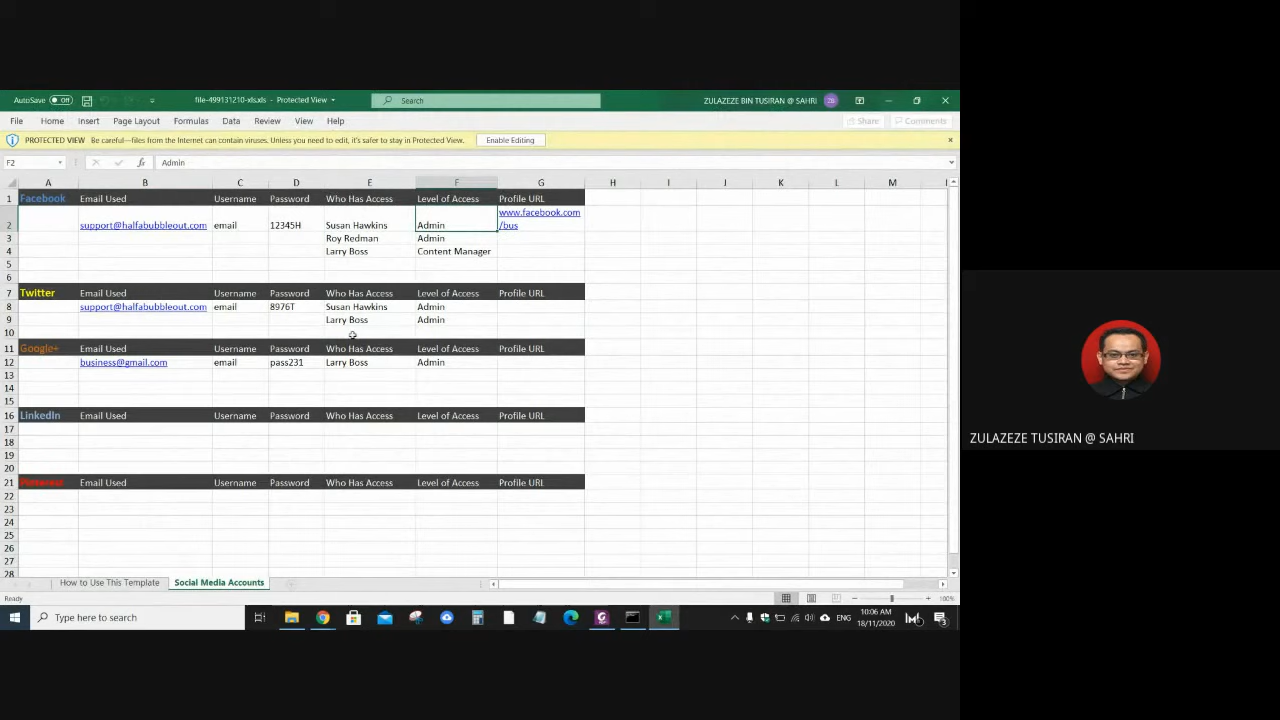 AutoSave Off file-499131210-xls.xls - Protected View Search ZULAZEZE BIN TUSIRAN @ SAHRI
File Home Insert Page Layout Formulas Data Review View Help Share Comments
PROTECTED VIEW Be careful—files from the Internet can contain viruses. Unless you need to edit, it's safer to stay in Protected View. Enable Editing
F2 fx Admin
A B C D E F G H I J K L M
1 Facebook Email Used Username Password Who Has Access Level of Access Profile URL
www.facebook.com
2 support@halfabubbleout.com email 12345H Susan Hawkins Admin /bus
3 Roy Redman Admin
4 Larry Boss Content Manager
5
6
7 Twitter Email Used Username Password Who Has Access Level of Access Profile URL
8 support@halfabubbleout.com email 8976T Susan Hawkins Admin
9 Larry Boss Admin
10
11 Google+ Email Used Username Password Who Has Access Level of Access Profile URL
12 business@gmail.com email pass231 Larry Boss Admin
13
14
15
16 LinkedIn Email Used Username Password Who Has Access Level of Access Profile URL
17
18
19
20
21 Pinterest Email Used Username Password Who Has Access Level of Access Profile URL
22
23
24
25
26
27
28
How to Use This Template Social Media Accounts
Ready 100%
Type here to search ENG 10:06 AM
18/11/2020
ZULAZEZE TUSIRAN @ SAHRI